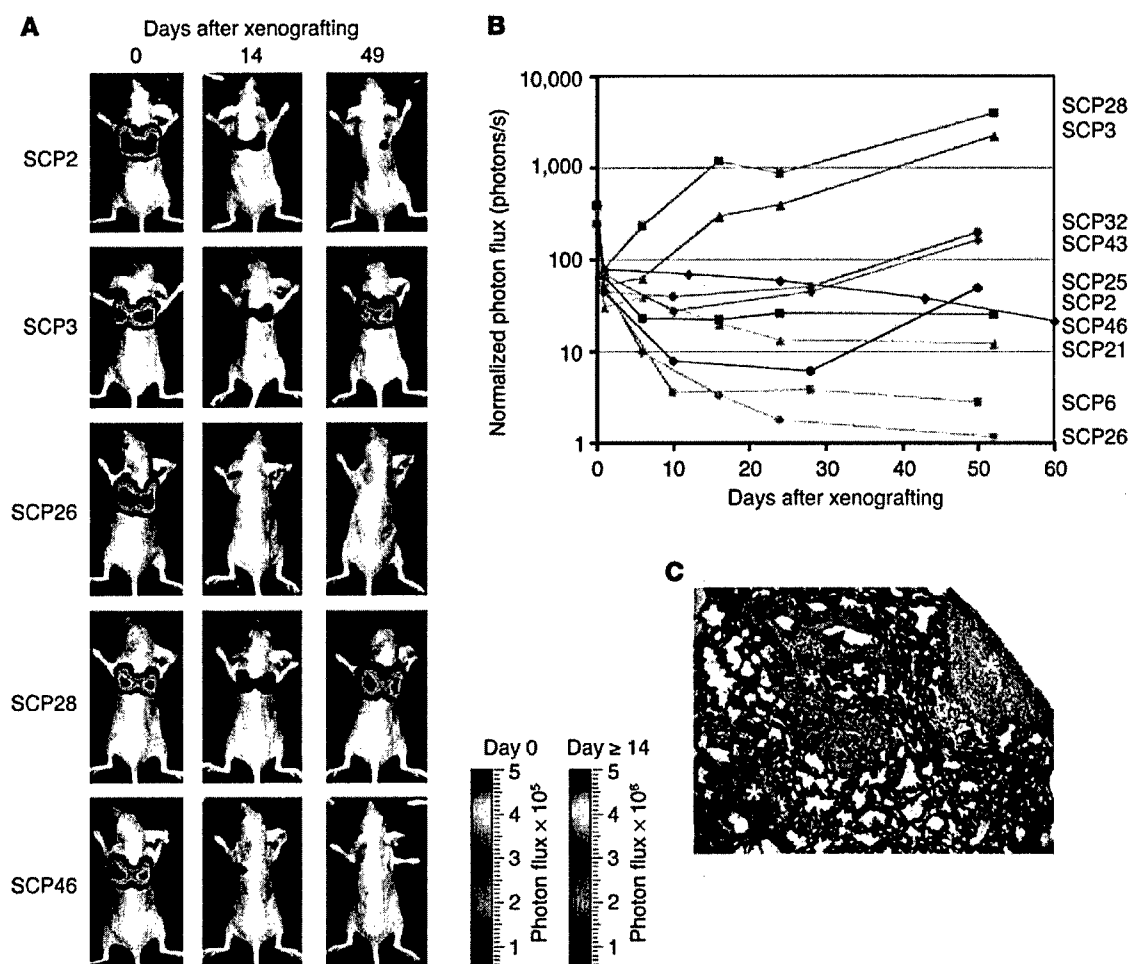 A
Days after xenografting
0 14 49
SCP2
SCP3
SCP26
SCP28
SCP46
Day 0
5
4
3
2
1
Photon flux × 10⁵
Day ≥ 14
5
4
3
2
1
Photon flux × 10⁶
B
Normalized photon flux (photons/s)
10,000
1,000
100
10
1
0 10 20 30 40 50 60
Days after xenografting
SCP28
SCP3
SCP32
SCP43
SCP25
SCP2
SCP46
SCP21
SCP6
SCP26
C